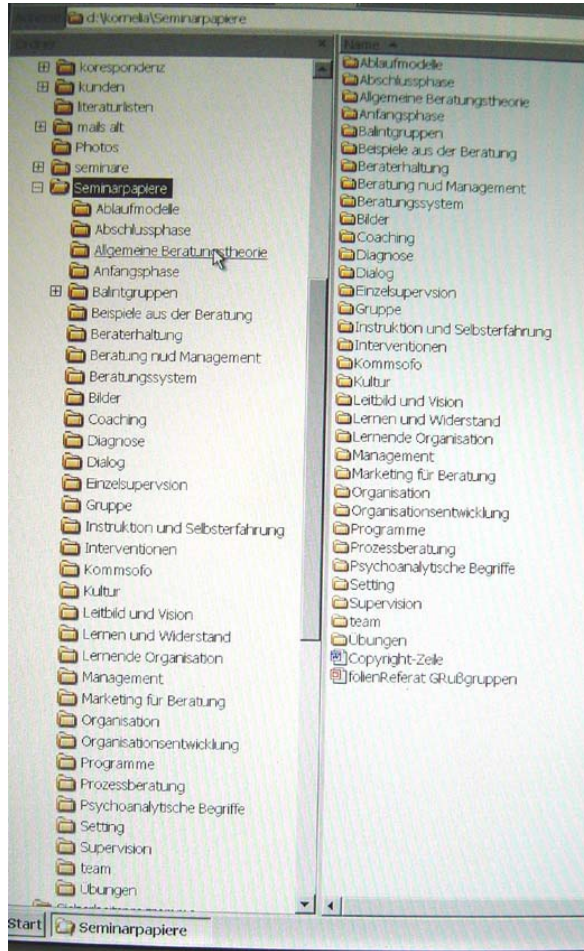 d:\kornelia\Seminarpapiere
korespondenz
kunden
literaturlisten
mails alt
Photos
seminare
Seminarpapiere
Ablaufmodelle
Abschlussphase
Allgemeine Beratungstheorie
Anfangsphase
Balintgruppen
Beispiele aus der Beratung
Beraterhaltung
Beratung nud Management
Beratungssystem
Bilder
Coaching
Diagnose
Dialog
Einzelsupervsion
Gruppe
Instruktion und Selbsterfahrung
Interventionen
Kommsofo
Kultur
Leitbild und Vision
Lernen und Widerstand
Lernende Organisation
Management
Marketing für Beratung
Organisation
Organisationsentwicklung
Programme
Prozessberatung
Psychoanalytische Begriffe
Setting
Supervision
team
Übungen
Name
Ablaufmodelle
Abschlussphase
Allgemeine Beratungstheorie
Anfangsphase
Balintgruppen
Beispiele aus der Beratung
Beraterhaltung
Beratung nud Management
Beratungssystem
Bilder
Coaching
Diagnose
Dialog
Einzelsupervsion
Gruppe
Instruktion und Selbsterfahrung
Interventionen
Kommsofo
Kultur
Leitbild und Vision
Lernen und Widerstand
Lernende Organisation
Management
Marketing für Beratung
Organisation
Organisationsentwicklung
Programme
Prozessberatung
Psychoanalytische Begriffe
Setting
Supervision
team
Übungen
Copyright-Zeile
folienReferat GRußgruppen
Start
Seminarpapiere